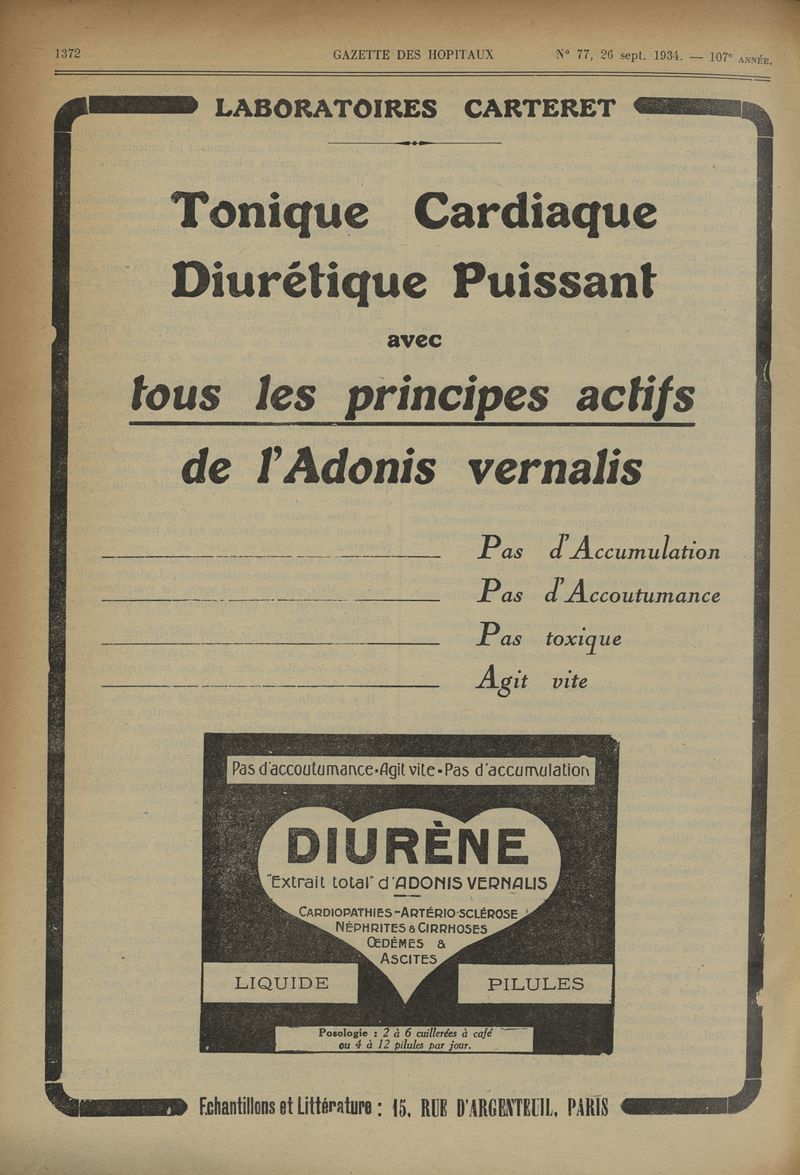 1372 GAZETTE DES HOPITAUX N° 77, 26 sept. 1934. — 107e ANNÉE.
LABORATOIRES CARTERET
Tonique Cardiaque
Diurétique Puissant
avec
tous les principes actifs
de l'Adonis vernalis
Pas d'Accumulation
Pas d'Accoutumance
Pas toxique
Agit vite
Pas d'accoutumance-Agit vite-Pas d'accumulation
DIURÈNE
"Extrait total" d'ADONIS VERNALIS
CARDIOPATHIES-ARTÉRIO-SCLÉROSE
NÉPHRITES & CIRRHOSES
ŒDÈMES &
ASCITES
LIQUIDE PILULES
Posologie : 2 à 6 cuillerées à café
ou 4 à 12 pilules par jour.
Echantillons et Littérature : 15, RUE D'ARGENTEUIL, PARIS